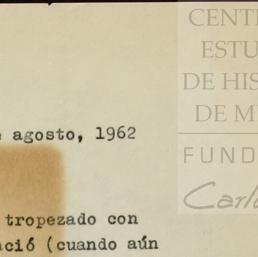 CENT
ESTU
DE HIS
DE M
FUND
Carl
agosto, 1962
tropezado con
ació (cuando aún